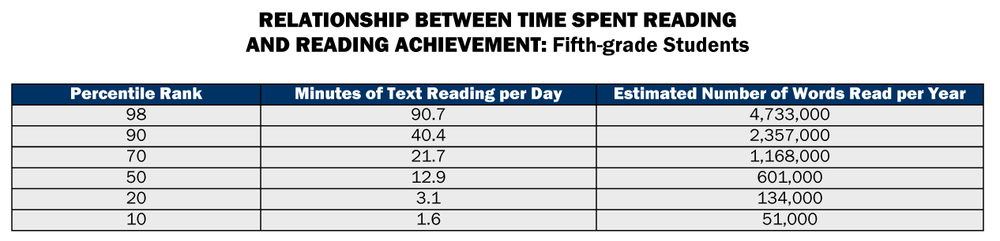 RELATIONSHIP BETWEEN TIME SPENT READING
AND READING ACHIEVEMENT: Fifth-grade Students
Percentile Rank Minutes of Text Reading per Day Estimated Number of Words Read per Year
98 90.7 4,733,000
90 40.4 2,357,000
70 21.7 1,168,000
50 12.9 601,000
20 3.1 134,000
10 1.6 51,000